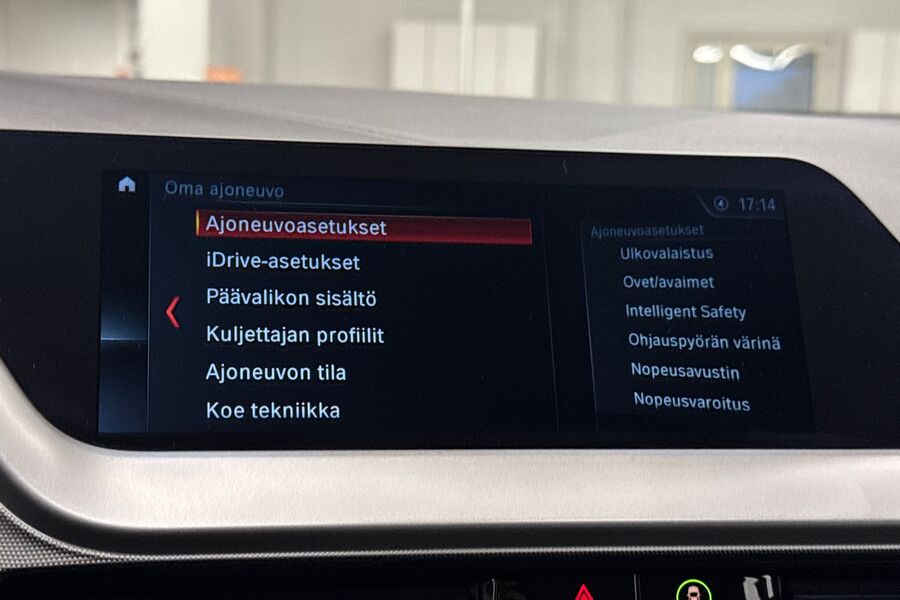 Oma ajoneuvo
17:14
Ajoneuvoasetukset
iDrive-asetukset
Päävalikon sisältö
Kuljettajan profiilit
Ajoneuvon tila
Koe tekniikka
Ajoneuvoasetukset
Ulkovalaistus
Ovet/avaimet
Intelligent Safety
Ohjauspyörän värinä
Nopeusavustin
Nopeusvaroitus